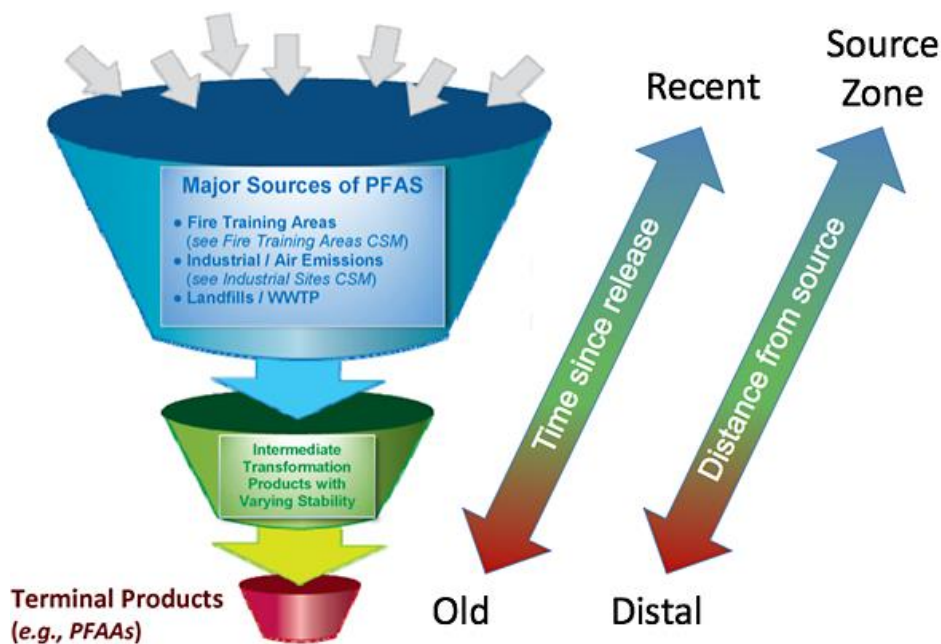 Major Sources of PFAS
● Fire Training Areas
(see Fire Training Areas CSM)
● Industrial / Air Emissions
(see Industrial Sites CSM)
● Landfills / WWTP
Intermediate
Transformation
Products with
Varying Stability
Terminal Products
(e.g., PFAAs)
Recent
Time since release
Old
Source
Zone
Distance from source
Distal